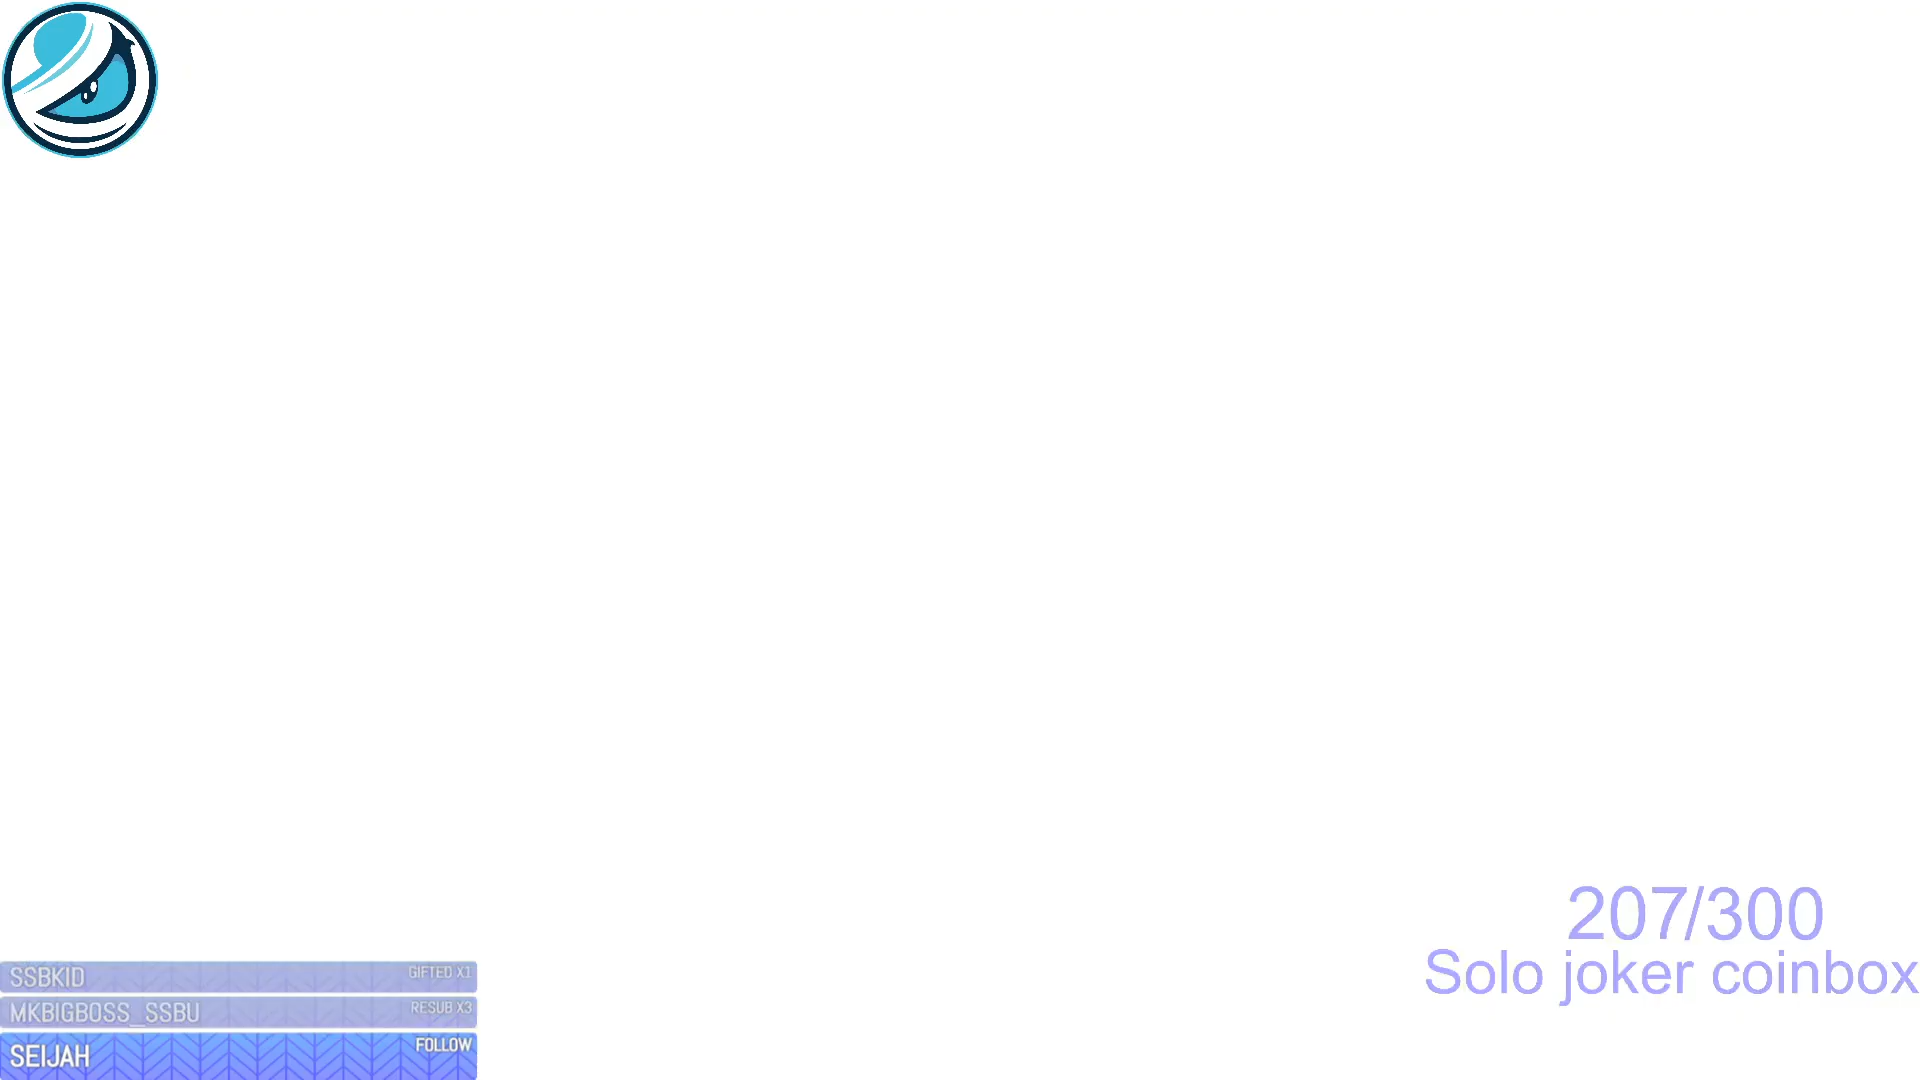 207/300
Solo joker coinbox
SSBKID GIFTED X1
MKBIGBOSS_SSBU RESUB X3
SEIJAH FOLLOW